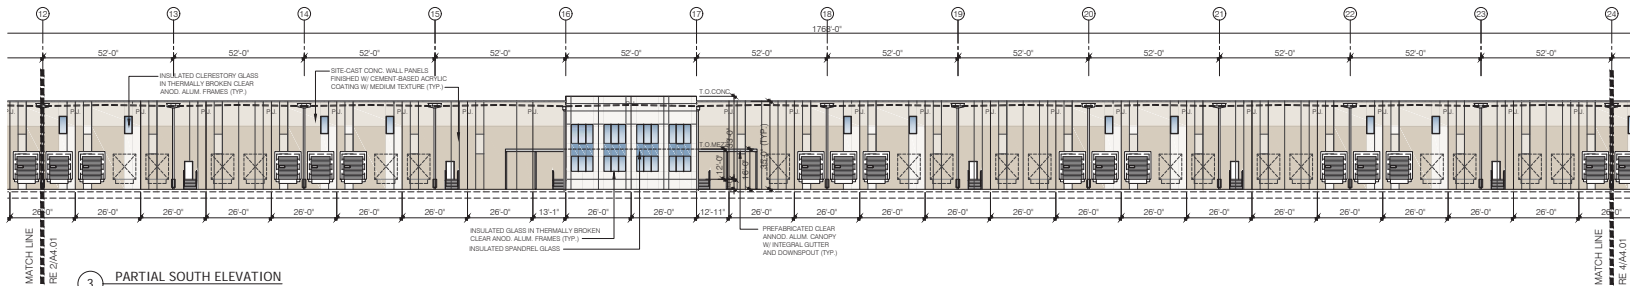 12 13 14 15 16 17 18 19 20 21 22 23 24
1768'-0"
52'-0" 52'-0" 52'-0" 52'-0" 52'-0" 52'-0" 52'-0" 52'-0" 52'-0" 52'-0" 52'-0" 52'-0"
INSULATED CLERESTORY GLASS
IN THERMALLY BROKEN CLEAR
ANOD. ALUM. FRAMES (TYP.)
SITE-CAST CONC. WALL PANELS
FINISHED W/ CEMENT-BASED ACRYLIC
COATING W/ MEDIUM TEXTURE (TYP.)
T.O.CONC.
P.J. P.J. P.J. P.J. P.J. P.J. P.J. P.J. P.J. P.J. P.J. P.J. P.J. P.J. P.J. P.J. P.J. P.J. P.J. P.J. P.J.
T.O.MEZZ.
12'-0"
16'-0"
26'-0" 26'-0" 26'-0" 26'-0" 26'-0" 26'-0" 26'-0" 26'-0" 13'-1" 26'-0" 26'-0" 12'-11" 26'-0" 26'-0" 26'-0" 26'-0" 26'-0" 26'-0" 26'-0" 26'-0" 26'-0" 26'-0" 26'-0" 26'-0" 26'-0" 26'-0"
INSULATED GLASS IN THERMALLY BROKEN
CLEAR ANOD. ALUM. FRAMES (TYP.)
INSULATED SPANDREL GLASS
PREFABRICATED CLEAR
ANNOD. ALUM. CANOPY
W/ INTEGRAL GUTTER
AND DOWNSPOUT (TYP.)
MATCH LINE
RE 2/A4.01
MATCH LINE
RE 4/A4.01
3 PARTIAL SOUTH ELEVATION